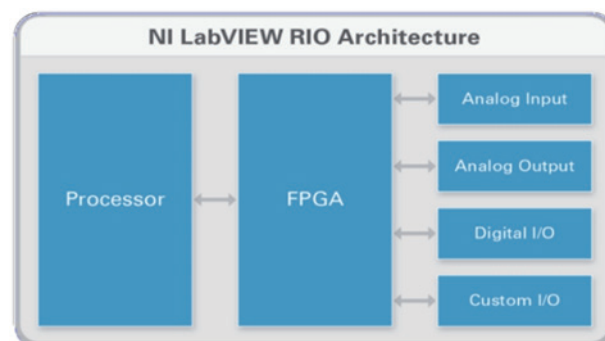 NI LabVIEW RIO Architecture
Processor
FPGA
Analog Input
Analog Output
Digital I/O
Custom I/O